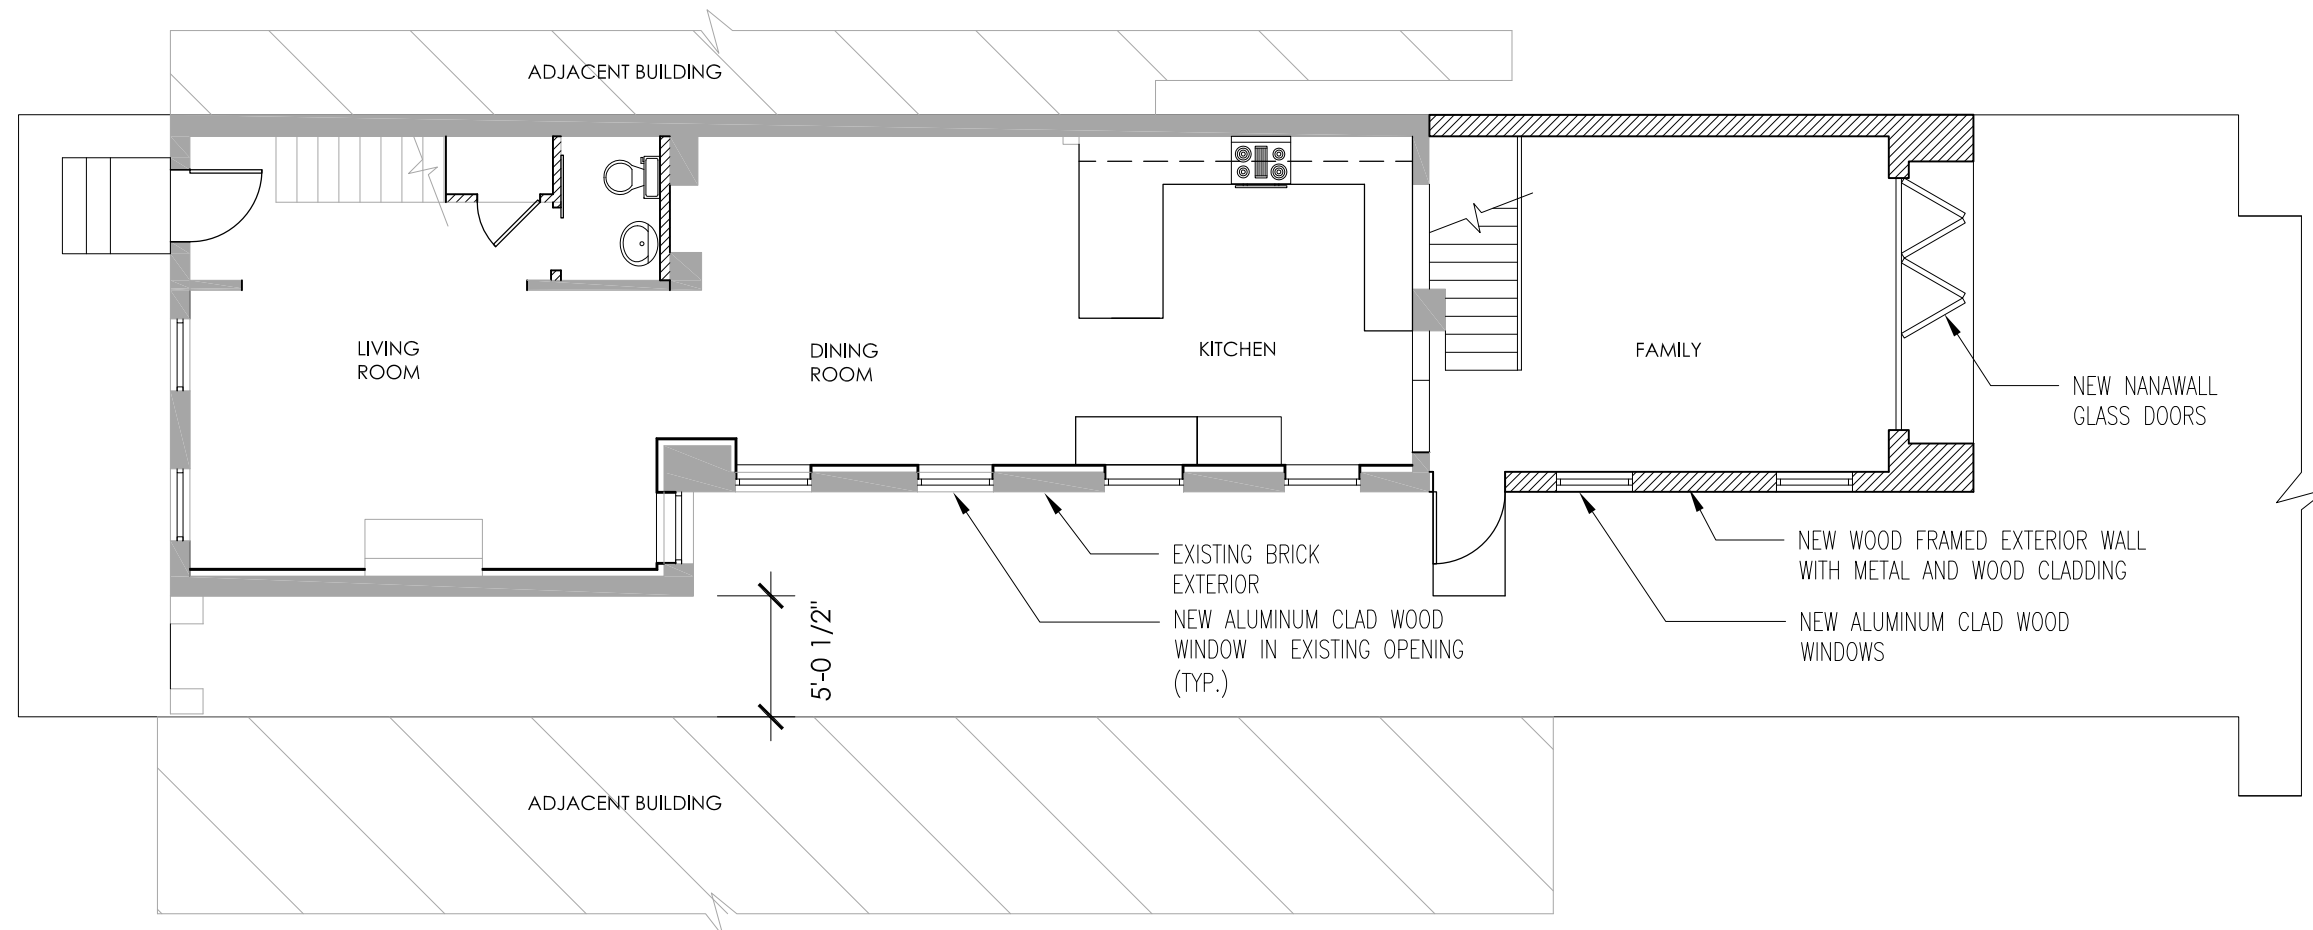 ADJACENT BUILDING
LIVING
ROOM
DINING
ROOM
KITCHEN
FAMILY
NEW NANAWALL
GLASS DOORS
EXISTING BRICK
EXTERIOR
NEW ALUMINUM CLAD WOOD
WINDOW IN EXISTING OPENING
(TYP.)
NEW WOOD FRAMED EXTERIOR WALL
WITH METAL AND WOOD CLADDING
NEW ALUMINUM CLAD WOOD
WINDOWS
5'-0 1/2"
ADJACENT BUILDING